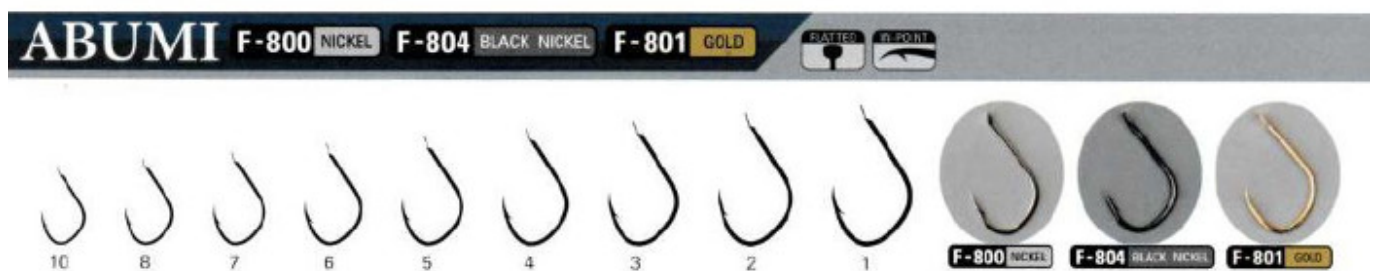 ABUMI F-800 NICKEL F-804 BLACK NICKEL F-801 GOLD FLATTED IN-POINT
10 8 7 6 5 4 3 2 1
F-800 NICKEL F-804 BLACK NICKEL F-801 GOLD